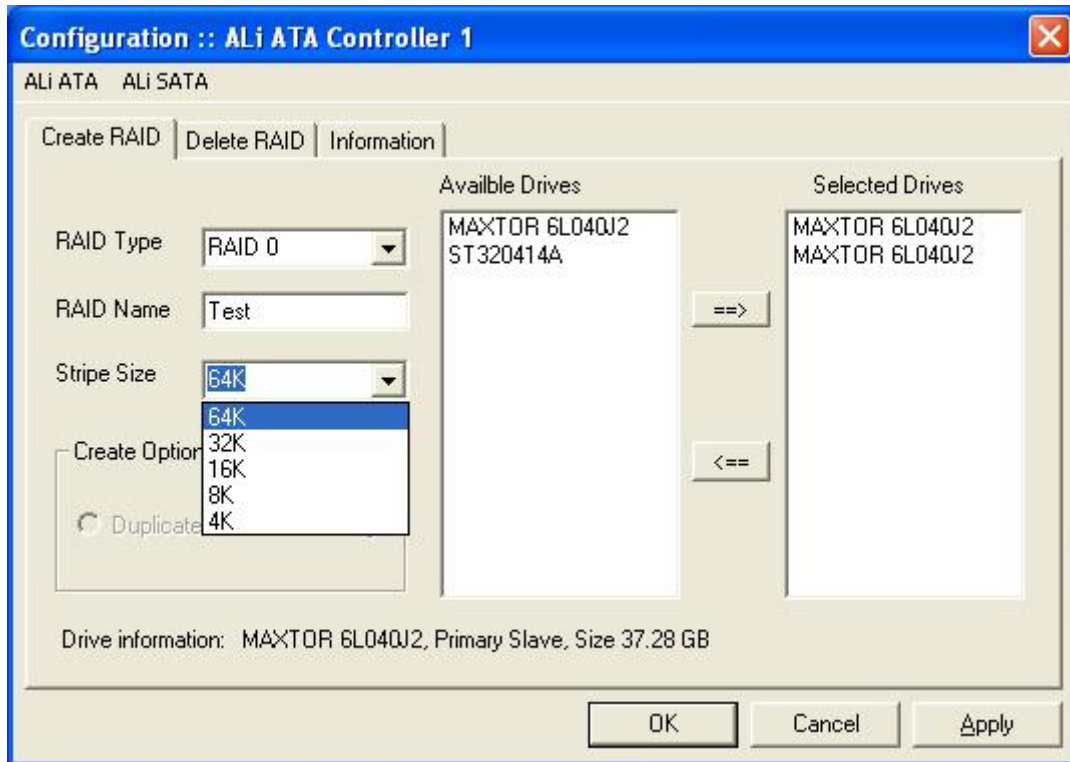 Configuration :: ALi ATA Controller 1
ALi ATA ALi SATA
Create RAID Delete RAID Information
Availble Drives
Selected Drives
RAID Type RAID 0
RAID Name Test
Stripe Size 64K
64K
32K
16K
8K
4K
Create Option
Duplicate
MAXTOR 6L040J2
ST320414A
==>
<==
MAXTOR 6L040J2
MAXTOR 6L040J2
Drive information: MAXTOR 6L040J2, Primary Slave, Size 37.28 GB
OK Cancel Apply